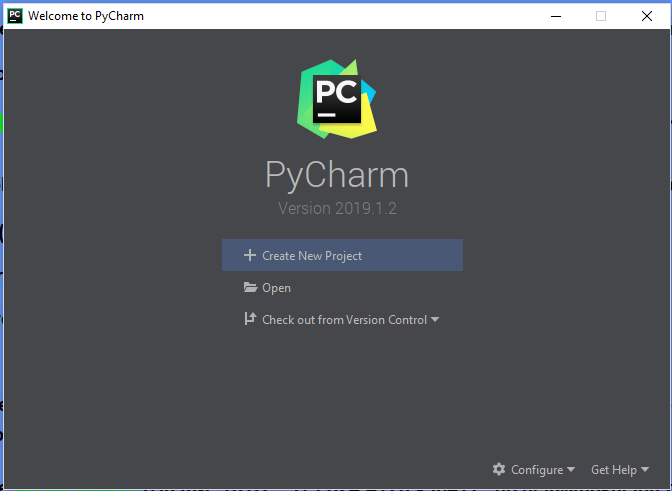 Welcome to PyCharm
PC
PyCharm
Version 2019.1.2
Create New Project
Open
Check out from Version Control
Configure
Get Help